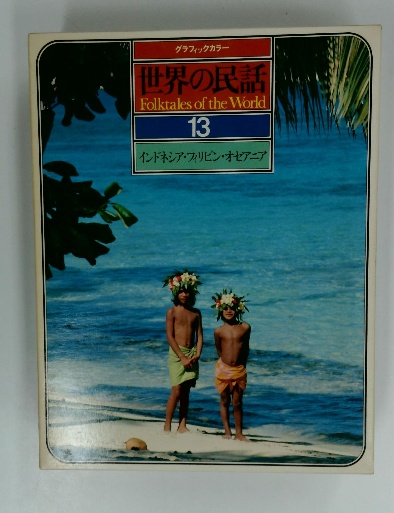 グラフィックカラー
世界の民話
Folktales of the World
13
インドネシア・フィリピン・オセアニア